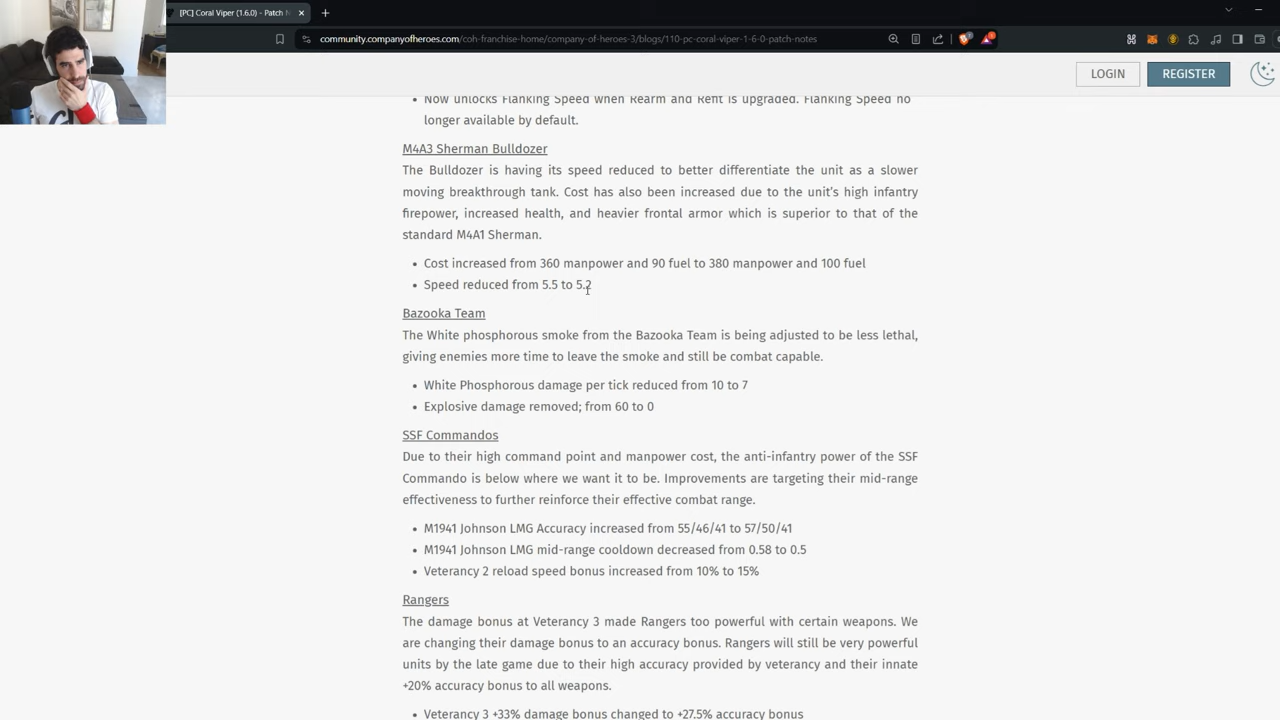 [PC] Coral Viper (1.6.0) - Patch N
community.companyofheroes.com/coh-franchise-home/company-of-heroes-3/blogs/110-pc-coral-viper-1-6-0-patch-notes
LOGIN
REGISTER
Now unlocks Flanking Speed when Rearm and Refit is upgraded. Flanking Speed no
longer available by default.
M4A3 Sherman Bulldozer
The Bulldozer is having its speed reduced to better differentiate the unit as a slower
moving breakthrough tank. Cost has also been increased due to the unit's high infantry
firepower, increased health, and heavier frontal armor which is superior to that of the
standard M4A1 Sherman.
• Cost increased from 360 manpower and 90 fuel to 380 manpower and 100 fuel
• Speed reduced from 5.5 to 5.2
Bazooka Team
The White phosphorous smoke from the Bazooka Team is being adjusted to be less lethal,
giving enemies more time to leave the smoke and still be combat capable.
• White Phosphorous damage per tick reduced from 10 to 7
• Explosive damage removed; from 60 to 0
SSF Commandos
Due to their high command point and manpower cost, the anti-infantry power of the SSF
Commando is below where we want it to be. Improvements are targeting their mid-range
effectiveness to further reinforce their effective combat range.
• M1941 Johnson LMG Accuracy increased from 55/46/41 to 57/50/41
• M1941 Johnson LMG mid-range cooldown decreased from 0.58 to 0.5
• Veterancy 2 reload speed bonus increased from 10% to 15%
Rangers
The damage bonus at Veterancy 3 made Rangers too powerful with certain weapons. We
are changing their damage bonus to an accuracy bonus. Rangers will still be very powerful
units by the late game due to their high accuracy provided by veterancy and their innate
+20% accuracy bonus to all weapons.
• Veterancy 3 +33% damage bonus changed to +27.5% accuracy bonus